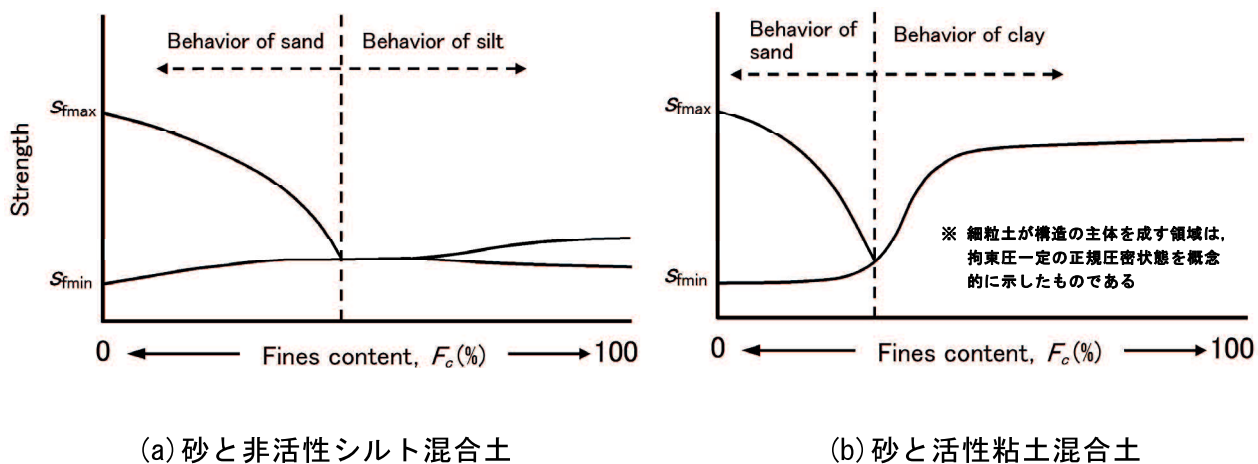 Behavior of sand
Behavior of silt
Sfmax
Sfmin
Strength
0
Fines content, Fc(%)
100
(a)砂と非活性シルト混合土
Behavior of
sand
Behavior of clay
Sfmax
Sfmin
※ 細粒土が構造の主体を成す領域は,
拘束圧一定の正規圧密状態を概念
的に示したものである
0
Fines content, Fc(%)
100
(b)砂と活性粘土混合土